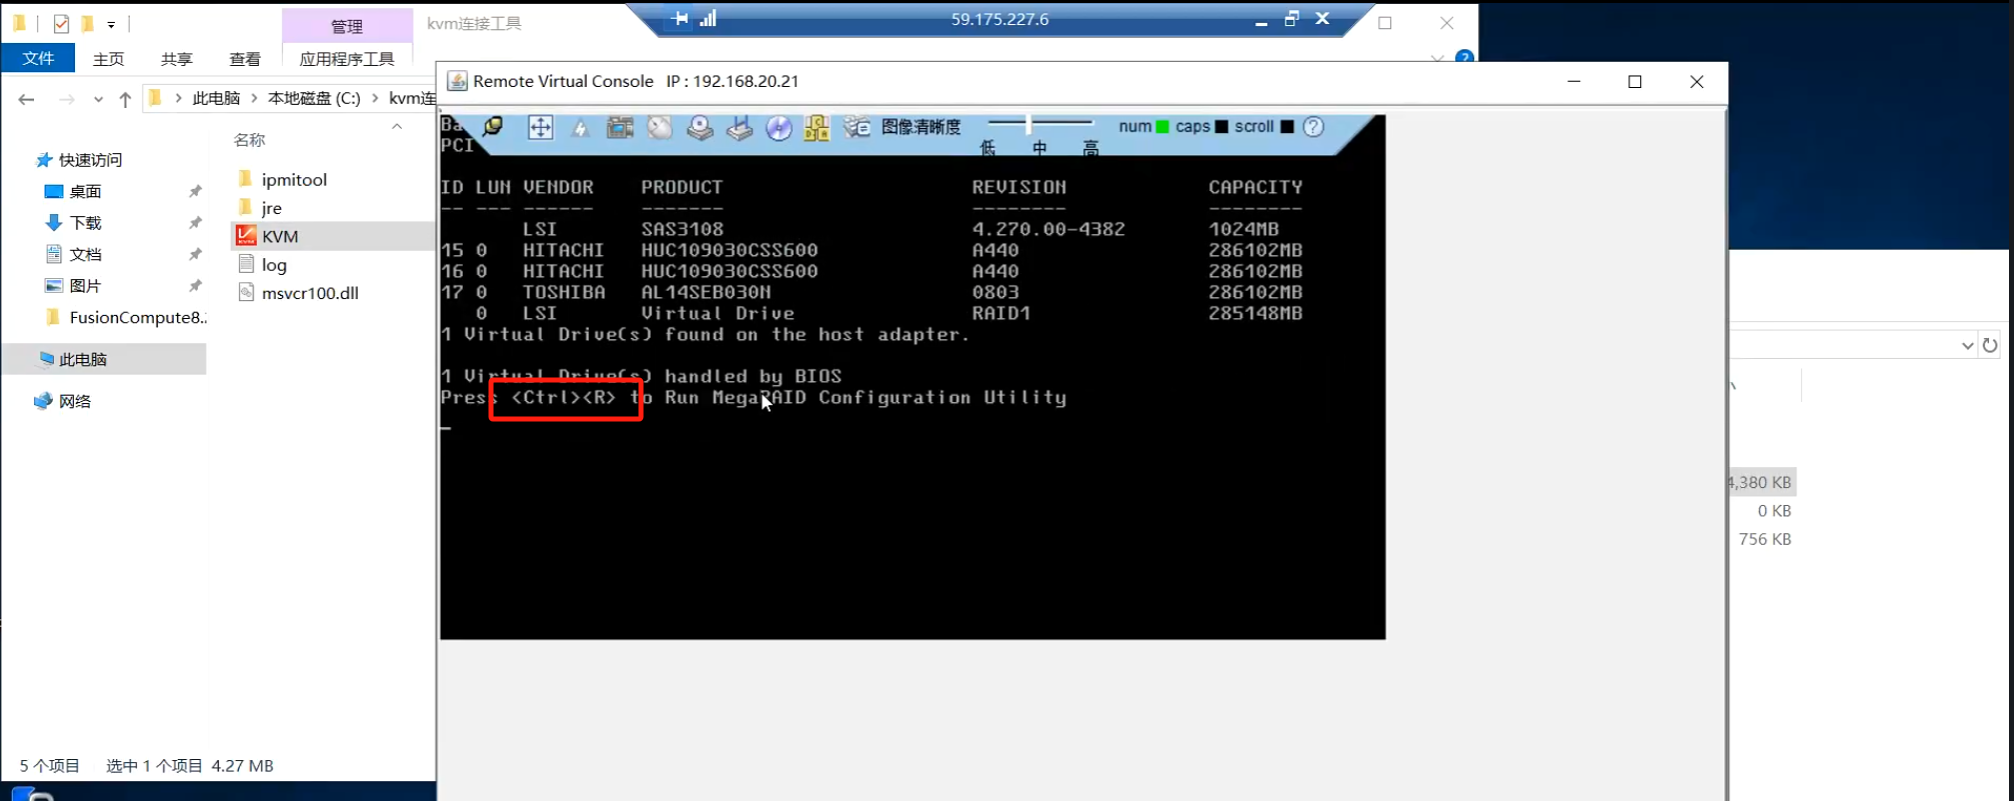 管理
kvm连接工具
59.175.227.6
文件
主页
共享
查看
应用程序工具
此电脑
本地磁盘 (C:)
kvm连
名称
快速访问
桌面
下载
文档
图片
FusionCompute8.
此电脑
网络
ipmitool
jre
KVM
log
msvcr100.dll
5 个项目
选中 1 个项目 4.27 MB
Remote Virtual Console IP : 192.168.20.21
Ba
图像清晰度
低 中 高
num caps scroll ?
PCI
ID LUN VENDOR PRODUCT REVISION CAPACITY
-- --- ------ ------- -------- --------
LSI SAS3108 4.270.00-4382 1024MB
15 0 HITACHI HUC109030CSS600 A440 286102MB
16 0 HITACHI HUC109030CSS600 A440 286102MB
17 0 TOSHIBA AL14SEB030N 0803 286102MB
0 LSI Virtual Drive RAID1 285148MB
1 Virtual Drive(s) found on the host adapter.
1 Virtual Drive(s) handled by BIOS
Press <Ctrl><R> to Run MegaRAID Configuration Utility
4,380 KB
0 KB
756 KB